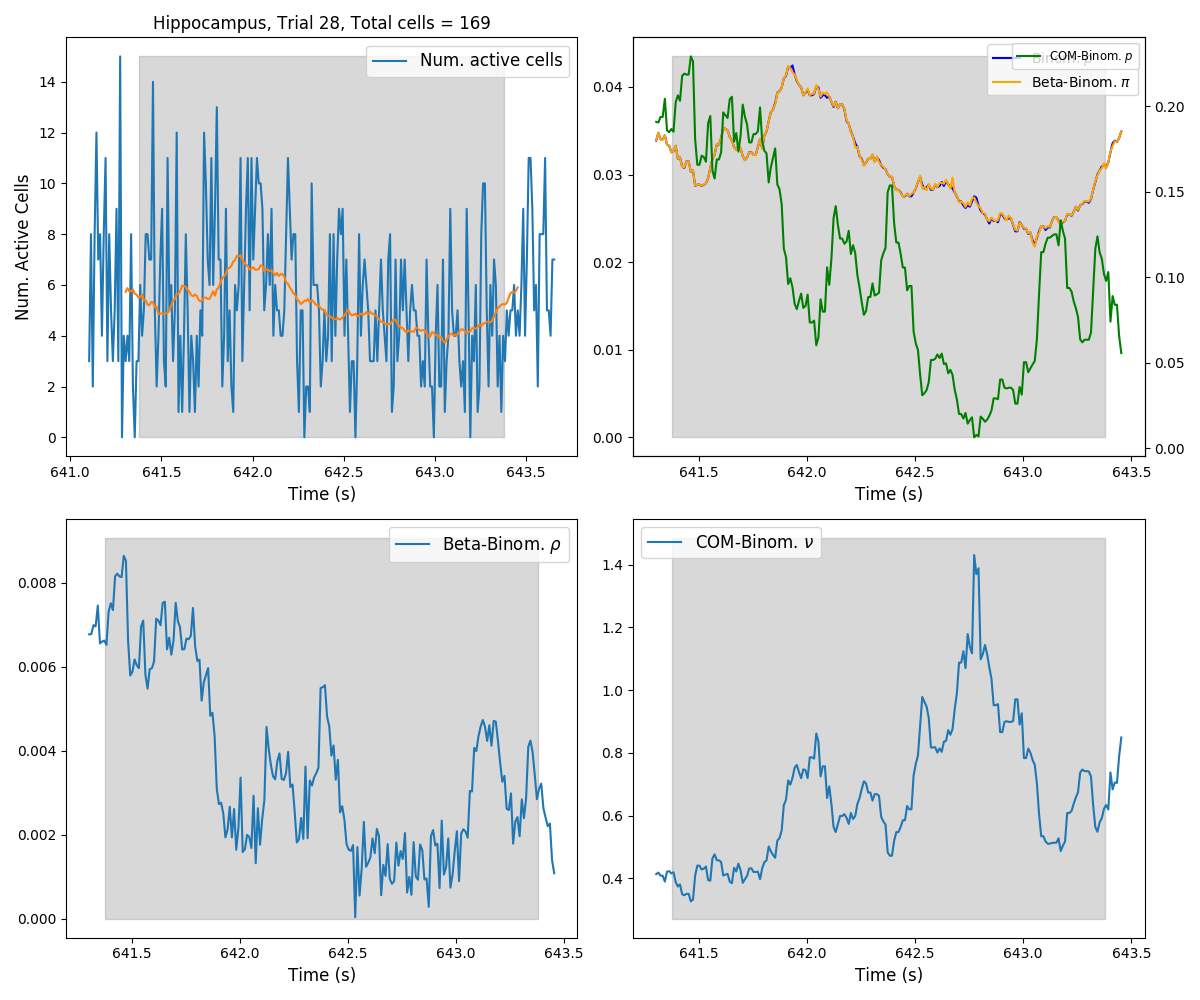 Hippocampus, Trial 28, Total cells = 169
Num. active cells
Num. Active Cells
14
12
10
8
6
4
2
0
641.0 641.5 642.0 642.5 643.0 643.5
Time (s)
COM-Binom. p
Beta-Binom. π
0.04
0.03
0.02
0.01
0.00
0.20
0.15
0.10
0.05
0.00
641.5 642.0 642.5 643.0 643.5
Time (s)
Beta-Binom. ρ
0.008
0.006
0.004
0.002
0.000
641.5 642.0 642.5 643.0 643.5
Time (s)
COM-Binom. ν
1.4
1.2
1.0
0.8
0.6
0.4
641.5 642.0 642.5 643.0 643.5
Time (s)